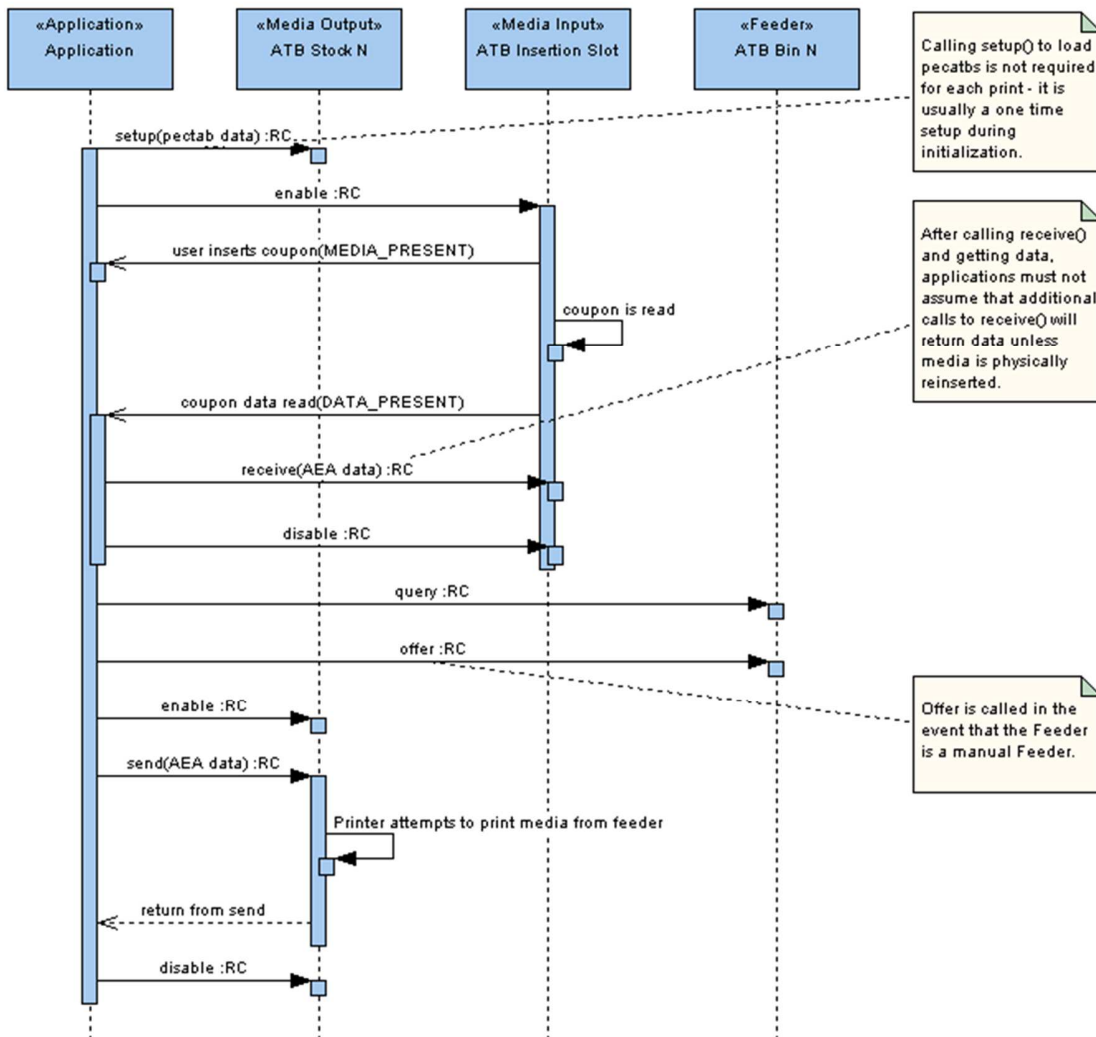 «Application»
Application
«Media Output»
ATB Stock N
«Media Input»
ATB Insertion Slot
«Feeder»
ATB Bin N
Calling setup() to load
pecatbs is not required
for each print - it is
usually a one time
setup during
initialization.
setup(pectab data) :RC
enable :RC
user inserts coupon(MEDIA_PRESENT)
After calling receive()
and getting data,
applications must not
assume that additional
calls to receive() will
return data unless
media is physically
reinserted.
coupon is read
coupon data read(DATA_PRESENT)
receive(AEA data) :RC
disable :RC
query :RC
offer :RC
Offer is called in the
event that the Feeder
is a manual Feeder.
enable :RC
send(AEA data) :RC
Printer attempts to print media from feeder
return from send
disable :RC